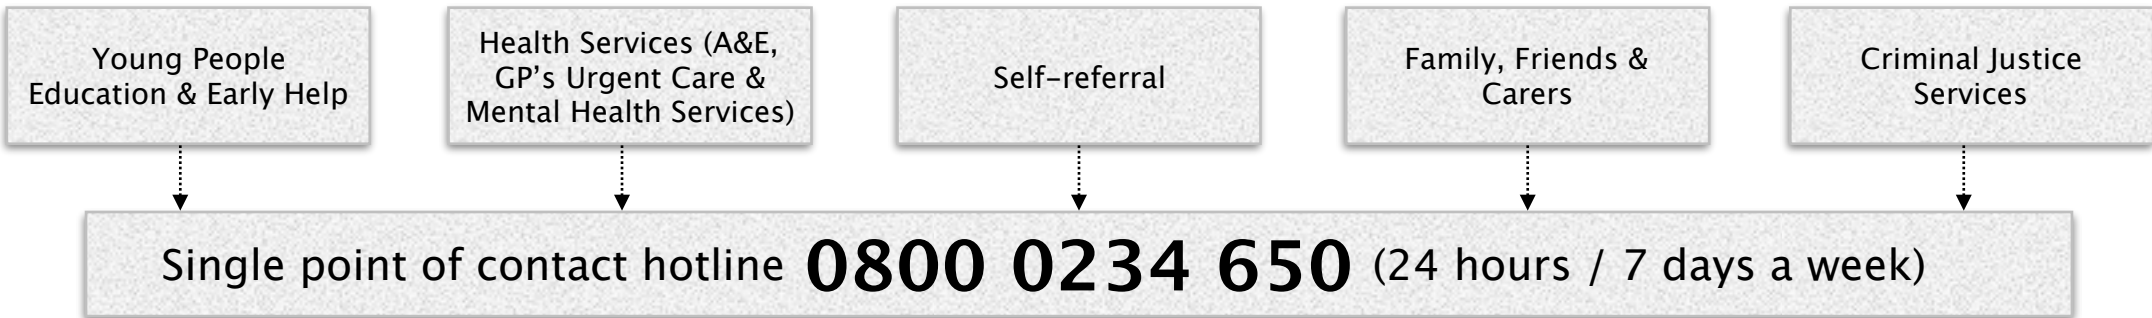 Young People
Education & Early Help
Health Services (A&E,
GP’s Urgent Care &
Mental Health Services)
Self-referral
Family, Friends &
Carers
Criminal Justice
Services
Single point of contact hotline 0800 0234 650 (24 hours / 7 days a week)